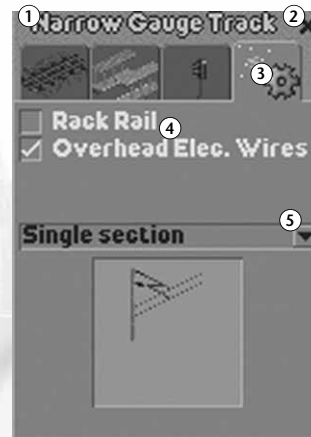 1 Narrow Gauge Track 2 x
3
Rack Rail 4
✓ Overhead Elec. Wires
5
Single section